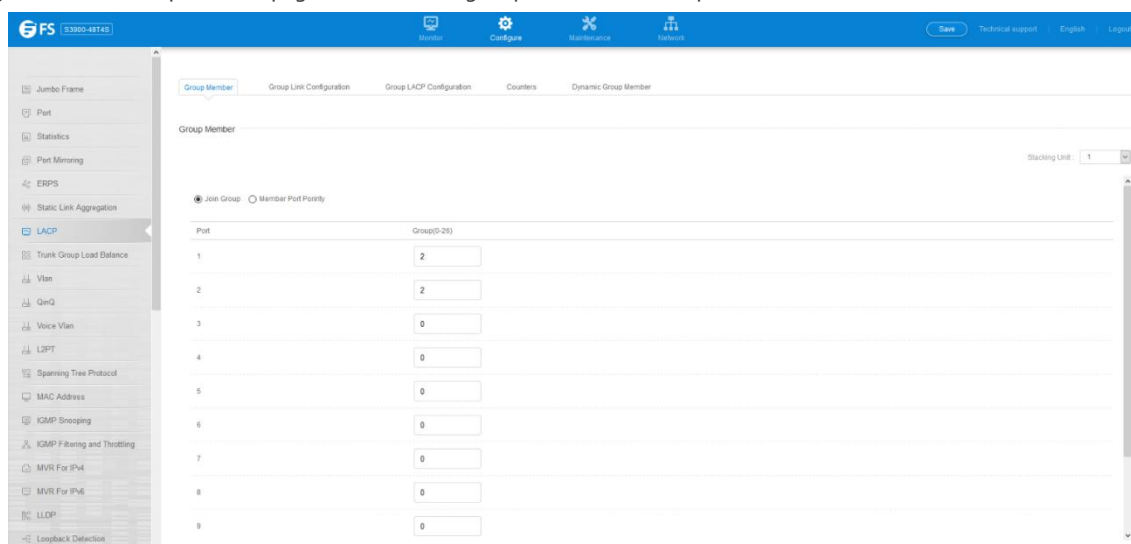 FS S3900-48T4S Monitor Configure Maintenance Network Save Technical support English Logout
Group Member Group Link Configuration Group LACP Configuration Counters Dynamic Group Member
Group Member
Stacking Unit: 1
Join Group Member Port Poririty
Port Group(0-26)
1 2
2 2
3 0
4 0
5 0
6 0
7 0
8 0
9 0
Jumbo Frame
Port
Statistics
Port Mirroring
ERPS
Static Link Aggregation
LACP
Trunk Group Load Balance
Vlan
QinQ
Voice Vlan
L2PT
Spanning Tree Protocol
MAC Address
IGMP Snooping
IGMP Filtering and Throttling
MVR For IPv4
MVR For IPv6
LLDP
Loopback Detection